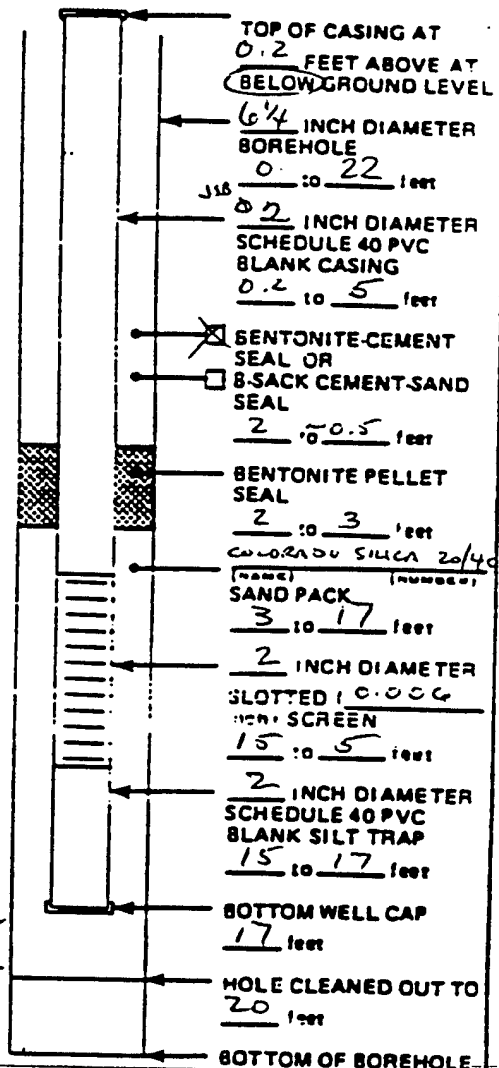 TOP OF CASING AT
0.2 FEET ABOVE AT
BELOW GROUND LEVEL
6 1/4 INCH DIAMETER
BOREHOLE
0. to 22 feet
JSB
2 INCH DIAMETER
SCHEDULE 40 PVC
BLANK CASING
0.2 to 5 feet
BENTONITE-CEMENT
SEAL OR
8-SACK CEMENT-SAND
SEAL
2 to ~0.5 feet
BENTONITE PELLET
SEAL
2 to 3 feet
COLORADO SILICA 20/40
(NAME) (NUMBER)
SAND PACK
3 to 17 feet
2 INCH DIAMETER
SLOTTED ( 0.006
SCREEN
15 to 5 feet
2 INCH DIAMETER
SCHEDULE 40 PVC
BLANK SILT TRAP
15 to 17 feet
BOTTOM WELL CAP
17 feet
HOLE CLEANED OUT TO
20 feet
BOTTOM OF BOREHOLE